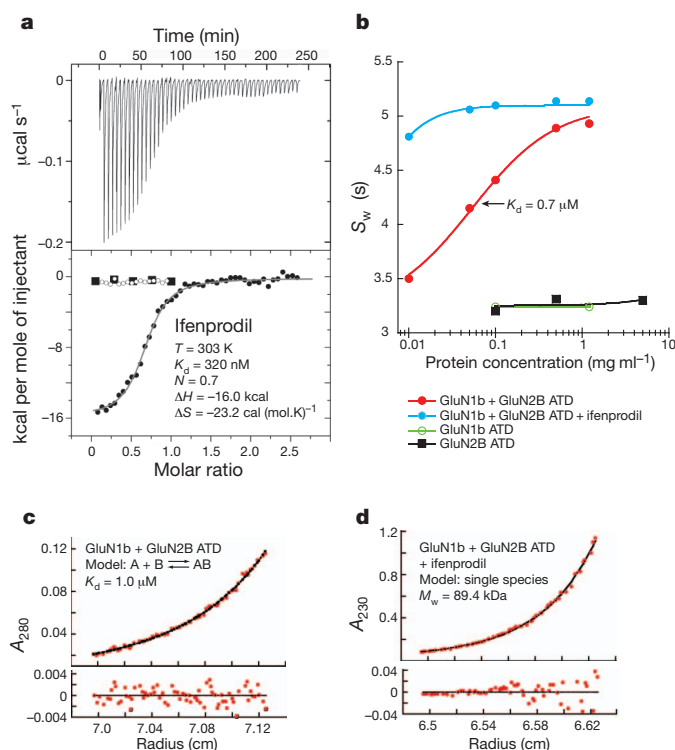 a
Time (min)
0 50 100 150 200 250
0
−0.1
−0.2
μcal s⁻¹
0
−8
−16
kcal per mole of injectant
Ifenprodil
T = 303 K
Kd = 320 nM
N = 0.7
ΔH = −16.0 kcal
ΔS = −23.2 cal (mol.K)⁻¹
0 0.5 1.0 1.5 2.0 2.5
Molar ratio
b
5.5
5
4.5
4
3.5
3
Sw (s)
Kd = 0.7 μM
0.01 0.1 1 10
Protein concentration (mg ml⁻¹)
GluN1b + GluN2B ATD
GluN1b + GluN2B ATD + ifenprodil
GluN1b ATD
GluN2B ATD
c
0.12
0.08
0.04
A280
GluN1b + GluN2B ATD
Model: A + B ⇌ AB
Kd = 1.0 μM
0.004
0
−0.004
7.0 7.04 7.08 7.12
Radius (cm)
d
1.2
0.8
0.4
A230
GluN1b + GluN2B ATD
+ ifenprodil
Model: single species
Mw = 89.4 kDa
0.04
0
−0.04
6.5 6.54 6.58 6.62
Radius (cm)